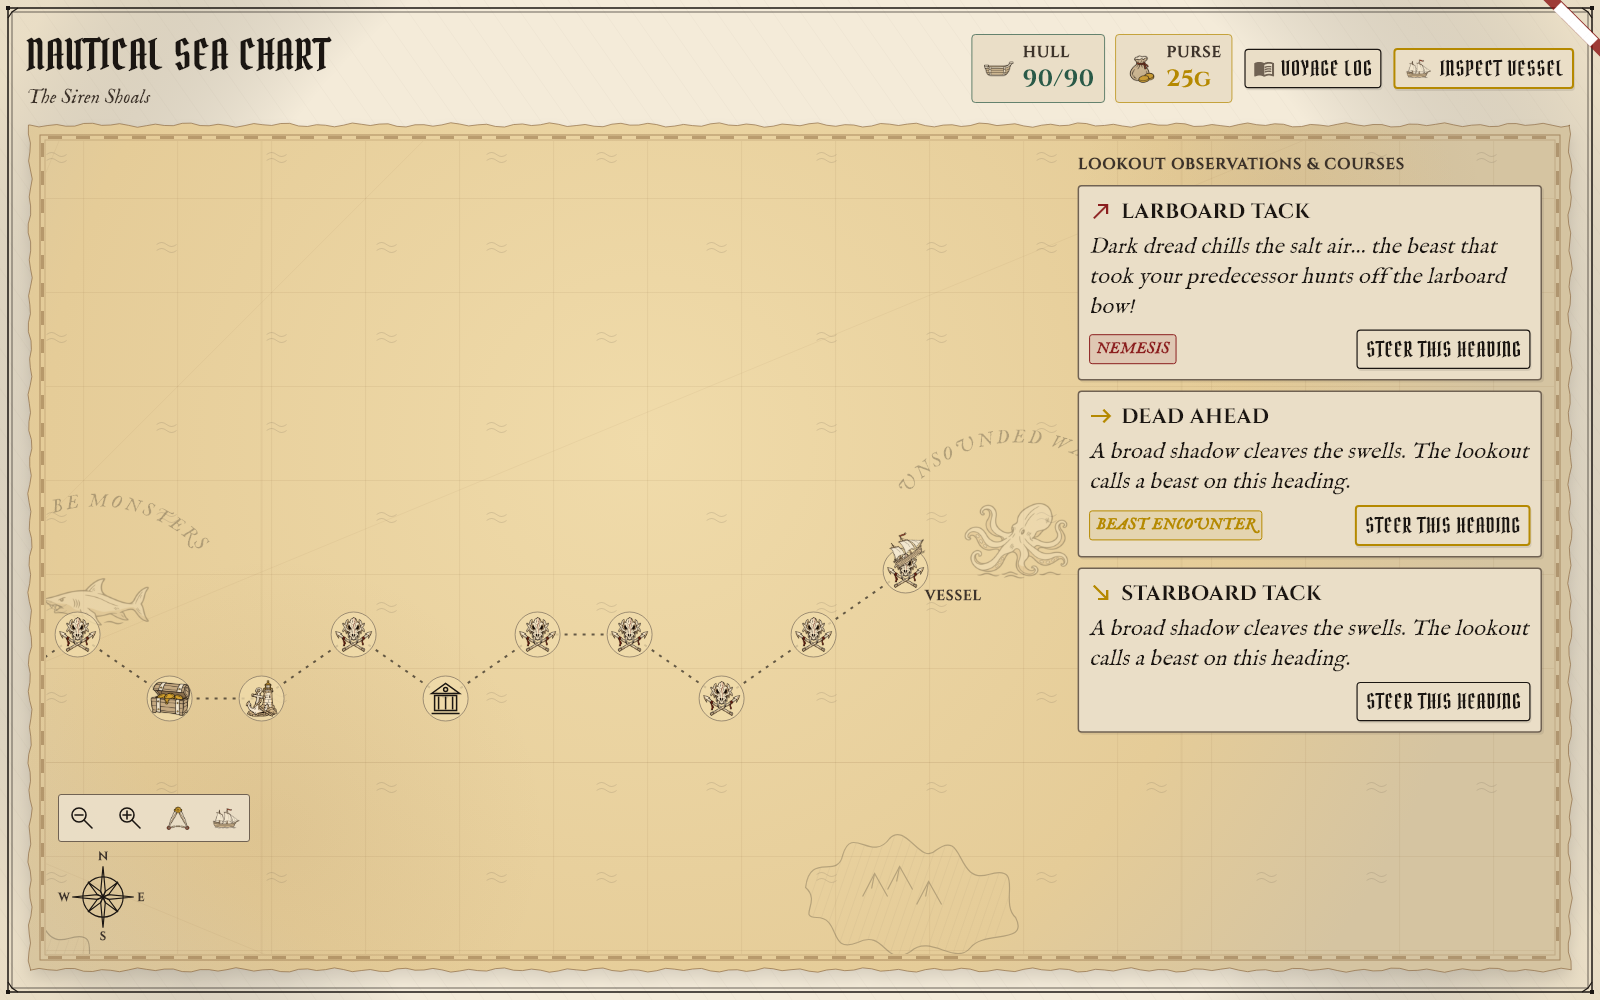 NAUTICAL SEA CHART
The Siren Shoals
HULL
90/90
PURSE
25G
VOYAGE LOG
INSPECT VESSEL
LOOKOUT OBSERVATIONS & COURSES
LARBOARD TACK
Dark dread chills the salt air... the beast that
took your predecessor hunts off the larboard
bow!
NEMESIS
STEER THIS HEADING
DEAD AHEAD
A broad shadow cleaves the swells. The lookout
calls a beast on this heading.
BEAST ENCOUNTER
STEER THIS HEADING
STARBOARD TACK
A broad shadow cleaves the swells. The lookout
calls a beast on this heading.
STEER THIS HEADING
UNSOUNDED
BE MONSTERS
VESSEL
N
W
E
S